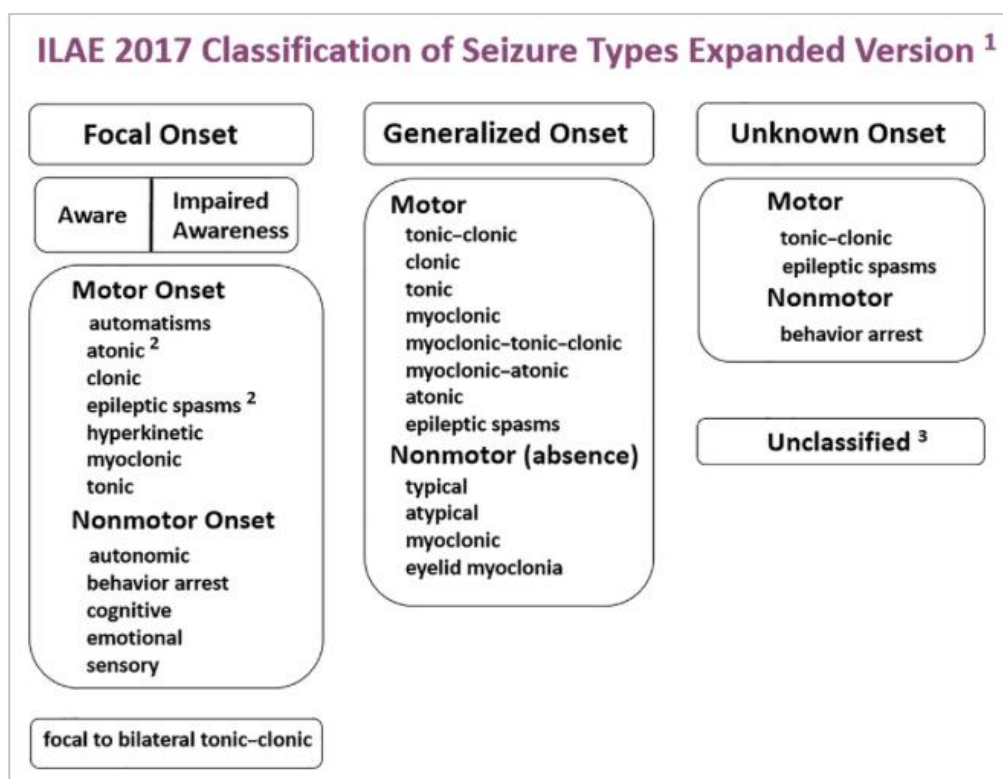 ILAE 2017 Classification of Seizure Types Expanded Version ¹
Focal Onset
Aware
Impaired
Awareness
Motor Onset
automatisms
atonic ²
clonic
epileptic spasms ²
hyperkinetic
myoclonic
tonic
Nonmotor Onset
autonomic
behavior arrest
cognitive
emotional
sensory
focal to bilateral tonic–clonic
Generalized Onset
Motor
tonic–clonic
clonic
tonic
myoclonic
myoclonic–tonic–clonic
myoclonic–atonic
atonic
epileptic spasms
Nonmotor (absence)
typical
atypical
myoclonic
eyelid myoclonia
Unknown Onset
Motor
tonic–clonic
epileptic spasms
Nonmotor
behavior arrest
Unclassified ³